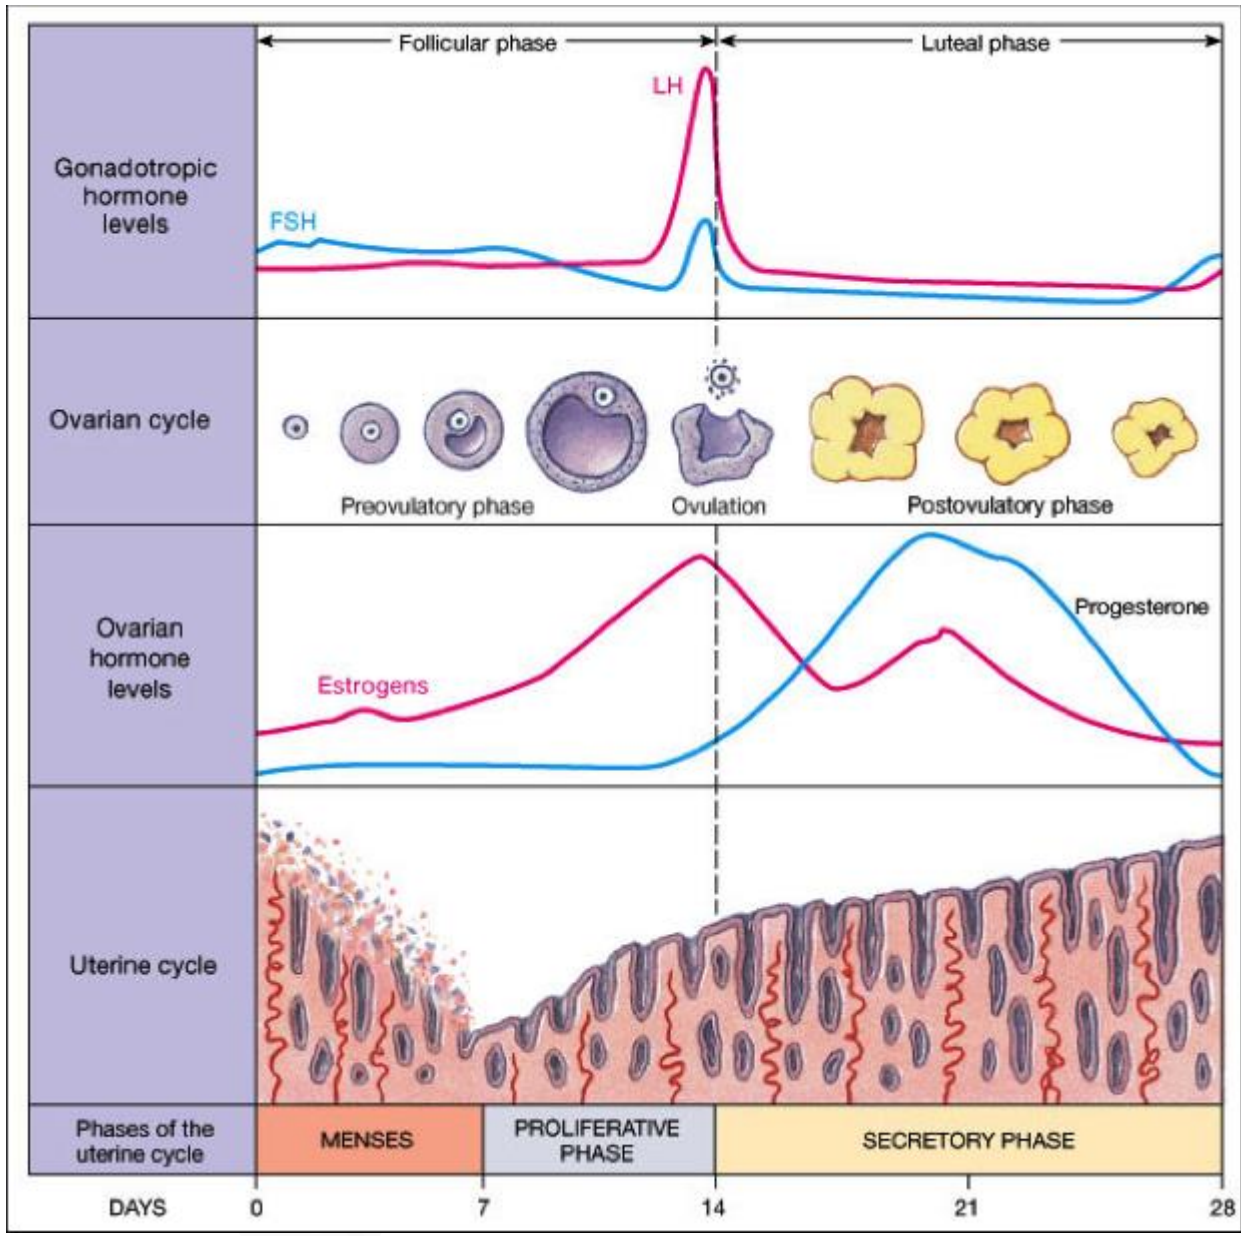 Follicular phase
Luteal phase
LH
Gonadotropic
hormone
levels
FSH
Ovarian cycle
Preovulatory phase
Ovulation
Postovulatory phase
Ovarian
hormone
levels
Estrogens
Progesterone
Uterine cycle
Phases of the
uterine cycle
MENSES
PROLIFERATIVE
PHASE
SECRETORY PHASE
DAYS
0
7
14
21
28